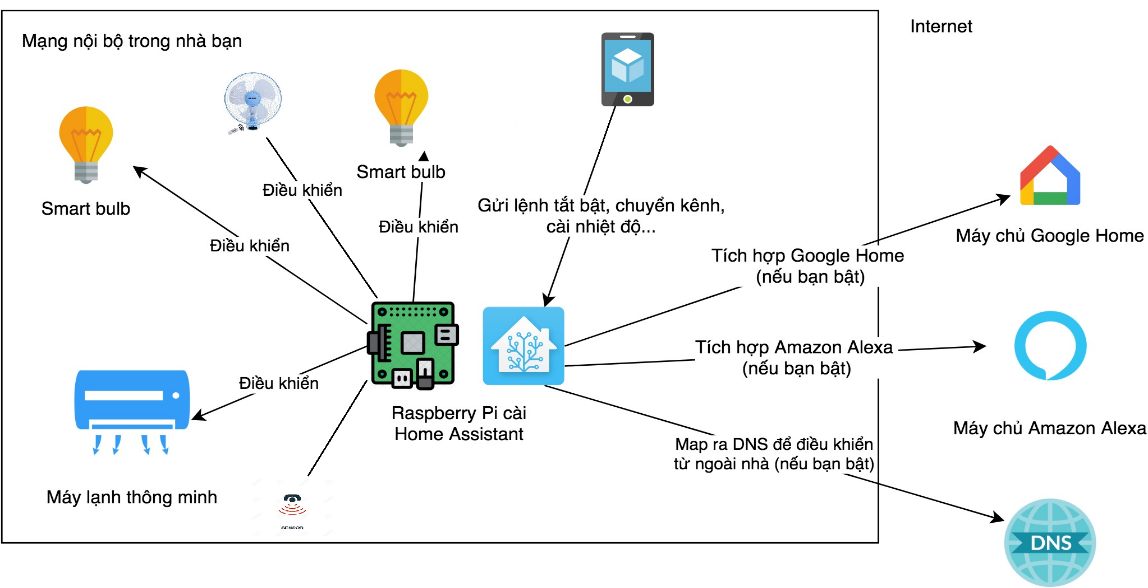 Mạng nội bộ trong nhà bạn
Internet
Smart bulb
Smart bulb
Điều khiển
Điều khiển
Điều khiển
Điều khiển
Gửi lệnh tắt bật, chuyển kênh,
cài nhiệt độ...
Tích hợp Google Home
(nếu bạn bật)
Máy chủ Google Home
Tích hợp Amazon Alexa
(nếu bạn bật)
Máy chủ Amazon Alexa
Raspberry Pi cài
Home Assistant
Map ra DNS để điều khiển
từ ngoài nhà (nếu bạn bật)
Máy lạnh thông minh
SENSOR
DNS